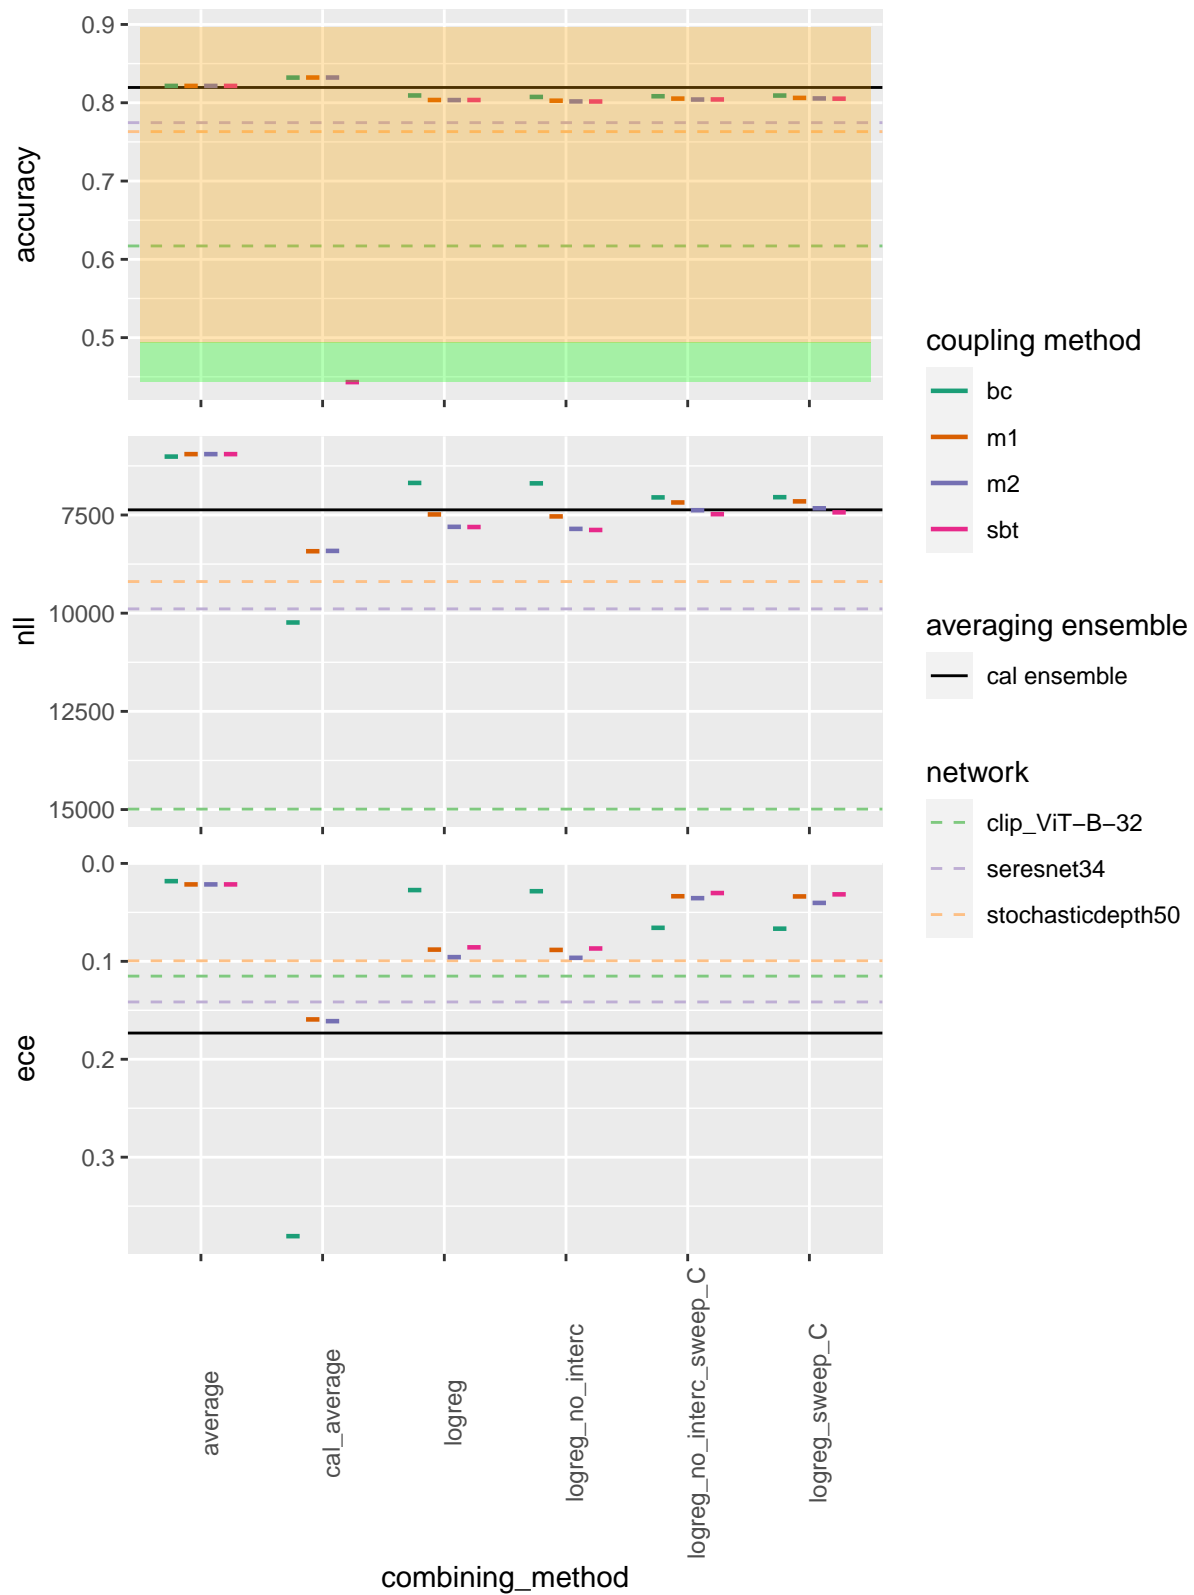 accuracy
0.9
0.8
0.7
0.6
0.5
nll
7500
10000
12500
15000
ece
0.0
0.1
0.2
0.3
average
cal_average
logreg
logreg_no_interc
logreg_no_interc_sweep_C
logreg_sweep_C
combining_method
coupling method
bc
m1
m2
sbt
averaging ensemble
cal ensemble
network
clip_ViT−B−32
seresnet34
stochasticdepth50